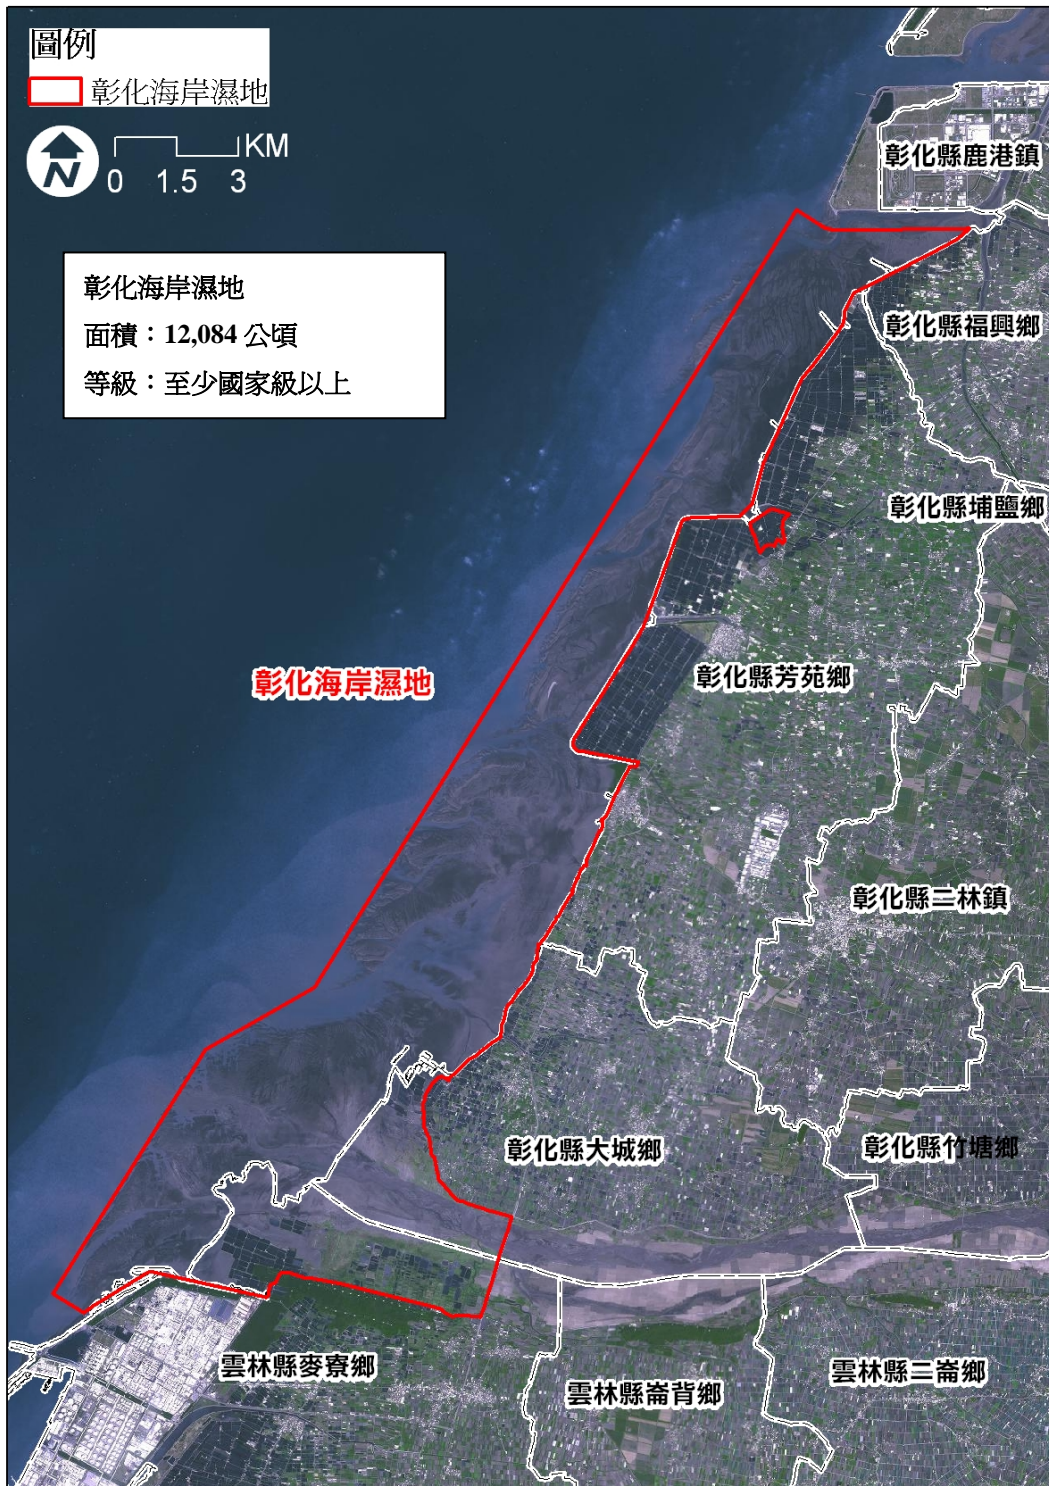 圖例
彰化海岸濕地
KM
0 1.5 3
N
彰化縣鹿港鎮
彰化海岸濕地
面積：12,084 公頃
等級：至少國家級以上
彰化縣福興鄉
彰化縣埔鹽鄉
彰化海岸濕地
彰化縣芳苑鄉
彰化縣二林鎮
彰化縣大城鄉
彰化縣竹塘鄉
雲林縣麥寮鄉
雲林縣崙背鄉
雲林縣二崙鄉